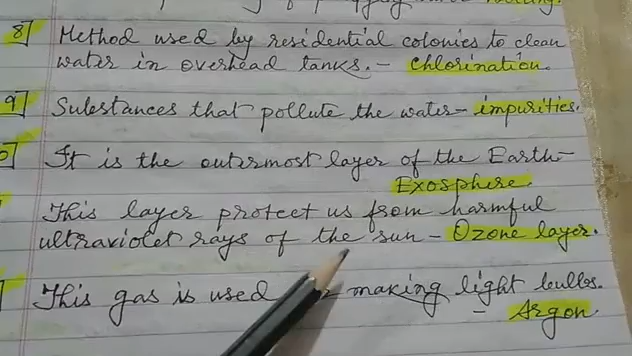 8] Method used by residential colonies to clean
water in overhead tanks. - Chlorination.
9] Substances that pollute the water - impurities.
It is the outermost layer of the Earth-
Exosphere.
This layer protect us from harmful
ultraviolet rays of the sun - Ozone layer.
This gas is used making light bulbs.
- Argon.